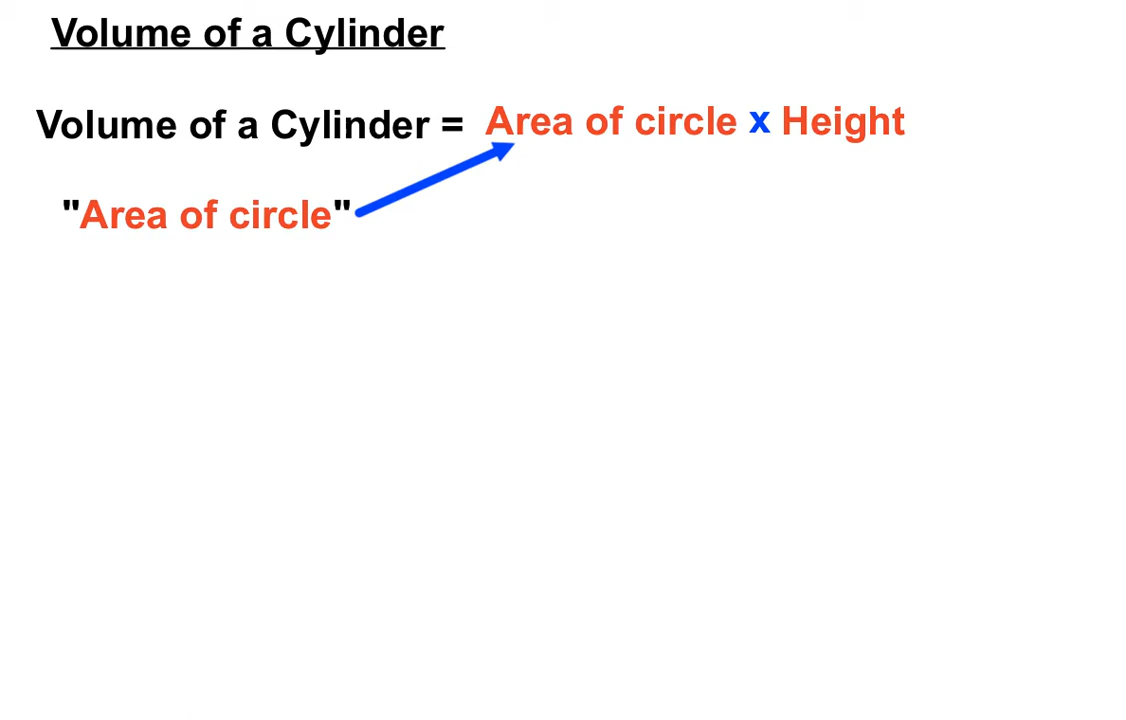 Volume of a Cylinder
Volume of a Cylinder = Area of circle x Height
"Area of circle"